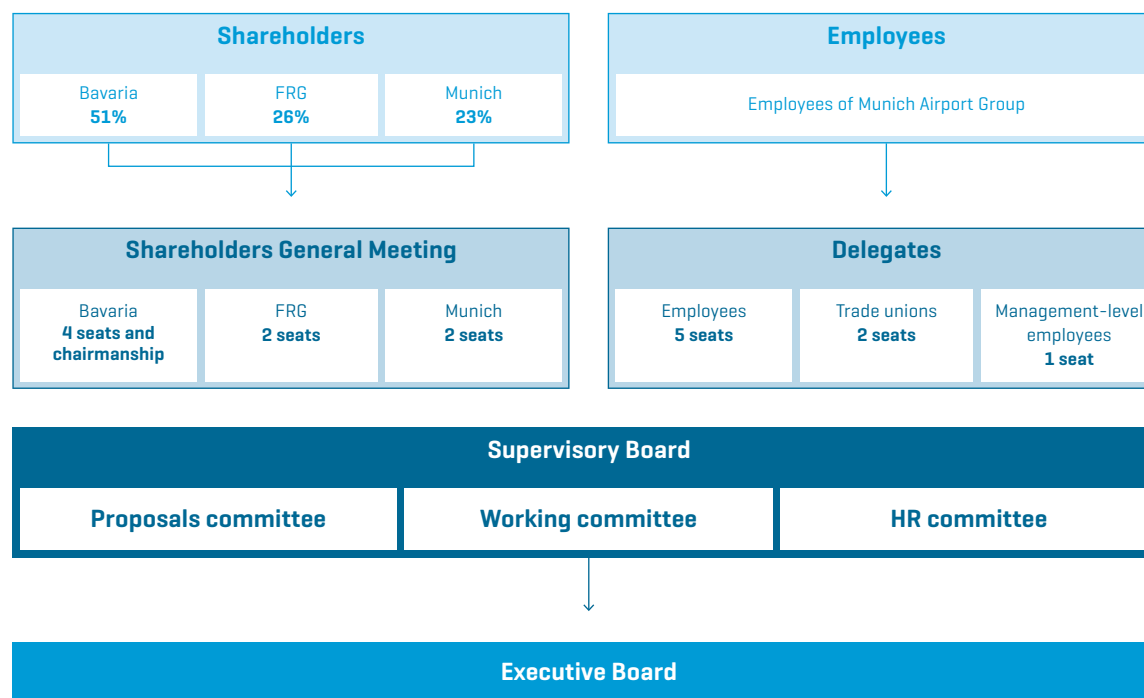 Shareholders
Bavaria
51%
FRG
26%
Munich
23%
Employees
Employees of Munich Airport Group
Shareholders General Meeting
Bavaria
4 seats and
chairmanship
FRG
2 seats
Munich
2 seats
Delegates
Employees
5 seats
Trade unions
2 seats
Management-level
employees
1 seat
Supervisory Board
Proposals committee
Working committee
HR committee
Executive Board